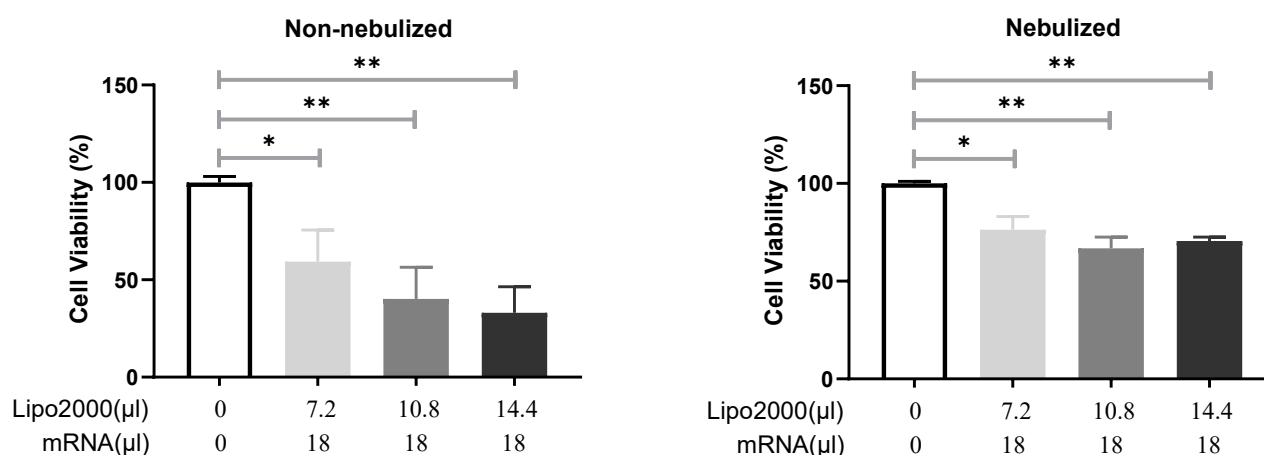 Non-nebulized
**
**
*
150
100
50
0
Cell Viability (%)
Lipo2000(µl) 0 7.2 10.8 14.4
mRNA(µl) 0 18 18 18
Nebulized
**
**
*
150
100
50
0
Cell Viability (%)
Lipo2000(µl) 0 7.2 10.8 14.4
mRNA(µl) 0 18 18 18